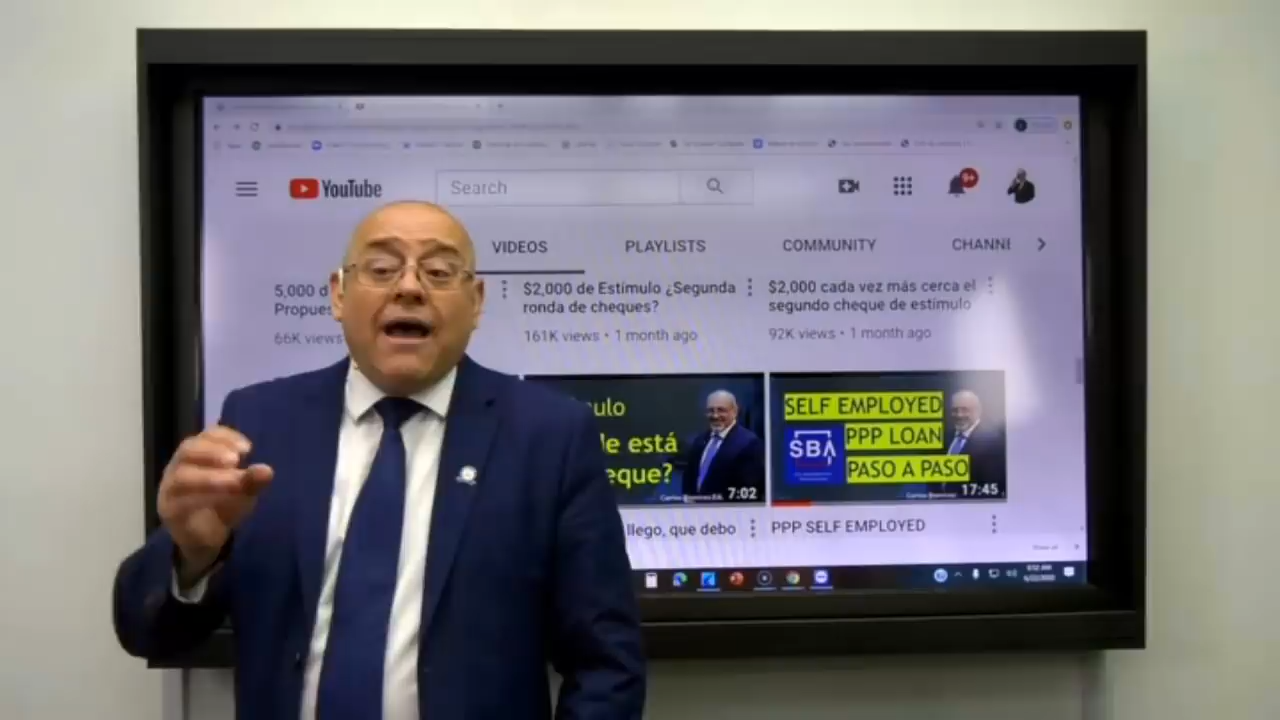 YouTube
Search
9+
VIDEOS
PLAYLISTS
COMMUNITY
CHANNE
5,000 d
Propues
66K views
$2,000 de Estímulo ¿Segunda
ronda de cheques?
161K views • 1 month ago
$2,000 cada vez más cerca el
segundo cheque de estímulo
92K views • 1 month ago
ulo
le está
eque?
7:02
SELF EMPLOYED
SBA
PPP LOAN
PASO A PASO
17:45
llego, que debo
PPP SELF EMPLOYED